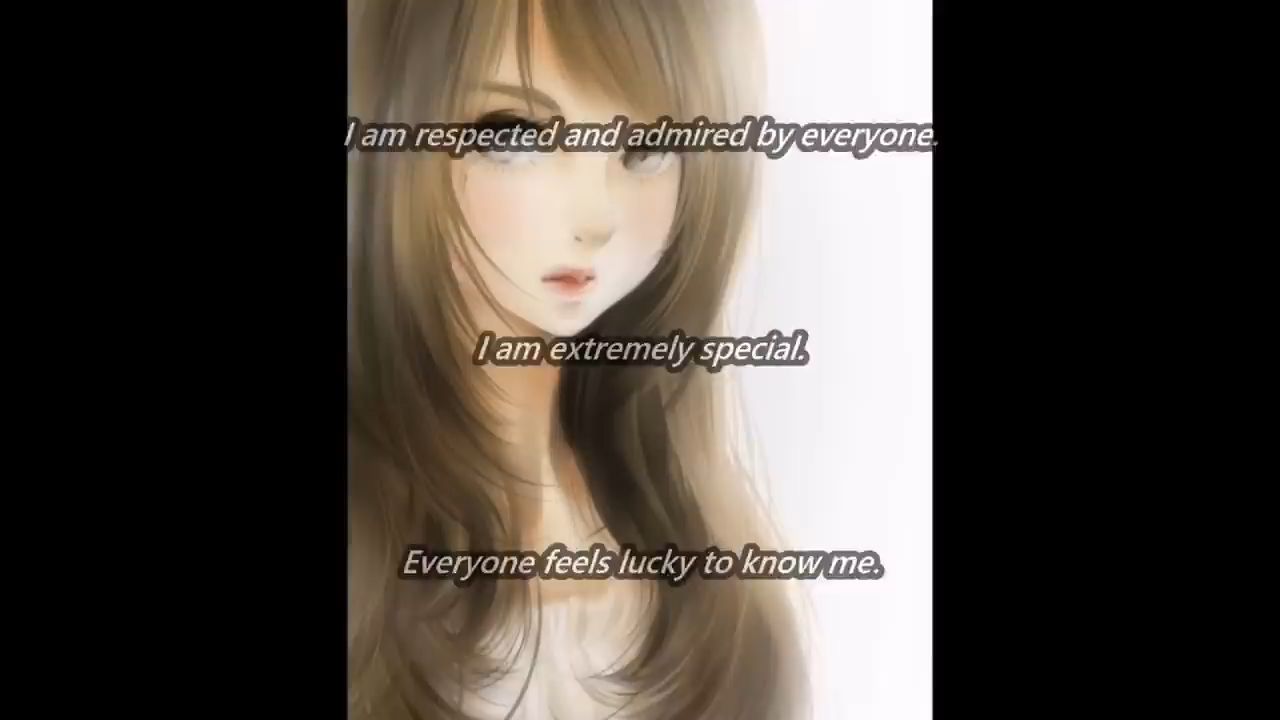 I am respected and admired by everyone.
I am extremely special.
Everyone feels lucky to know me.